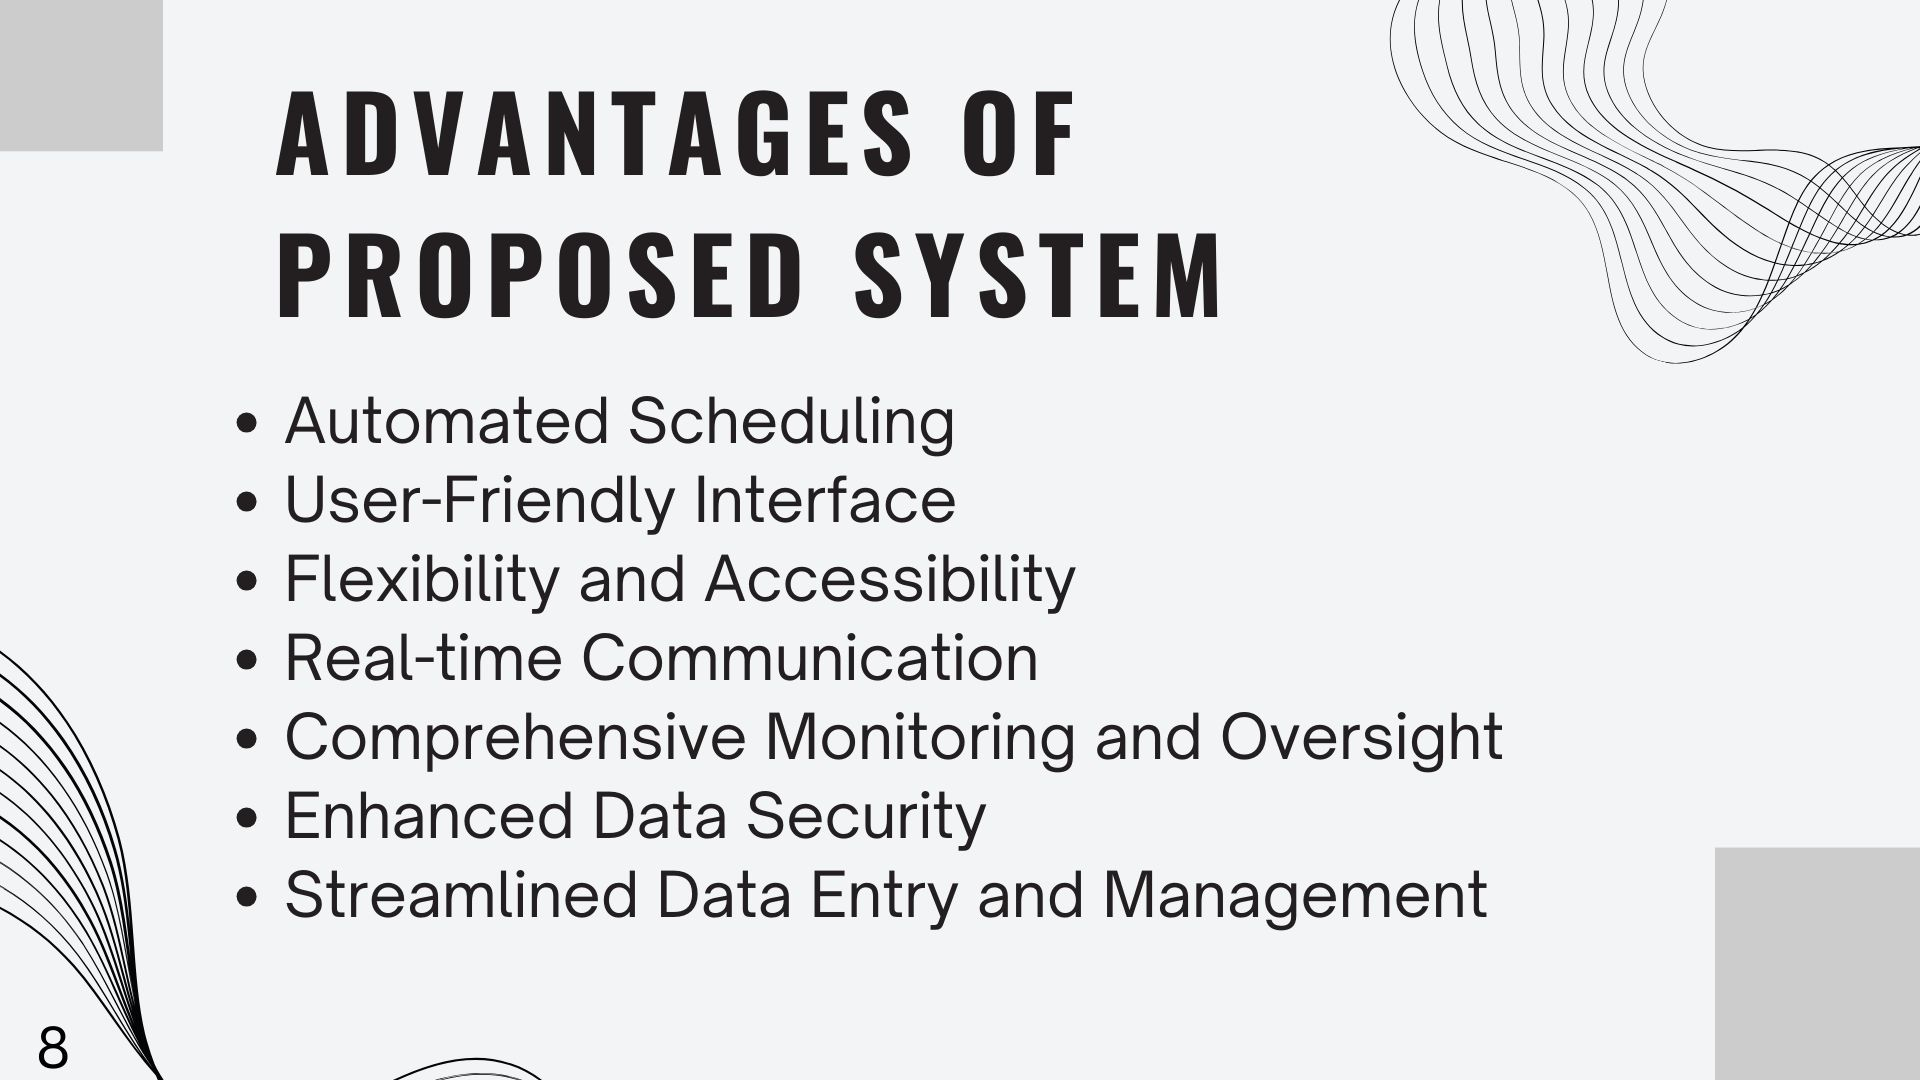 ADVANTAGES OF
PROPOSED SYSTEM
• Automated Scheduling
• User-Friendly Interface
• Flexibility and Accessibility
• Real-time Communication
• Comprehensive Monitoring and Oversight
• Enhanced Data Security
• Streamlined Data Entry and Management
8